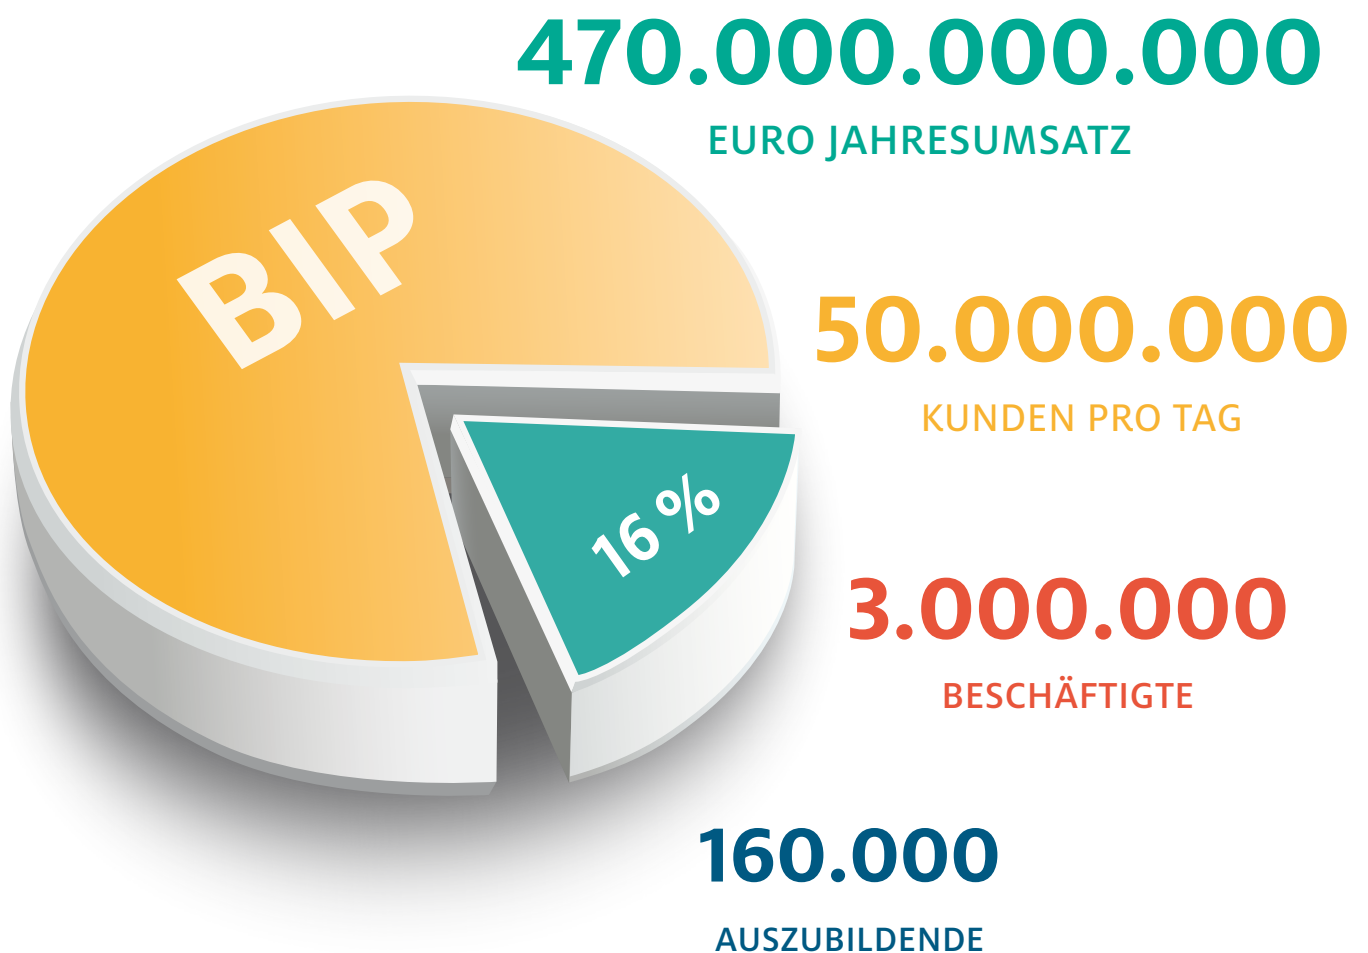 470.000.000.000
EURO JAHRESUMSATZ
BIP
50.000.000
KUNDEN PRO TAG
16 %
3.000.000
BESCHÄFTIGTE
160.000
AUSZUBILDENDE